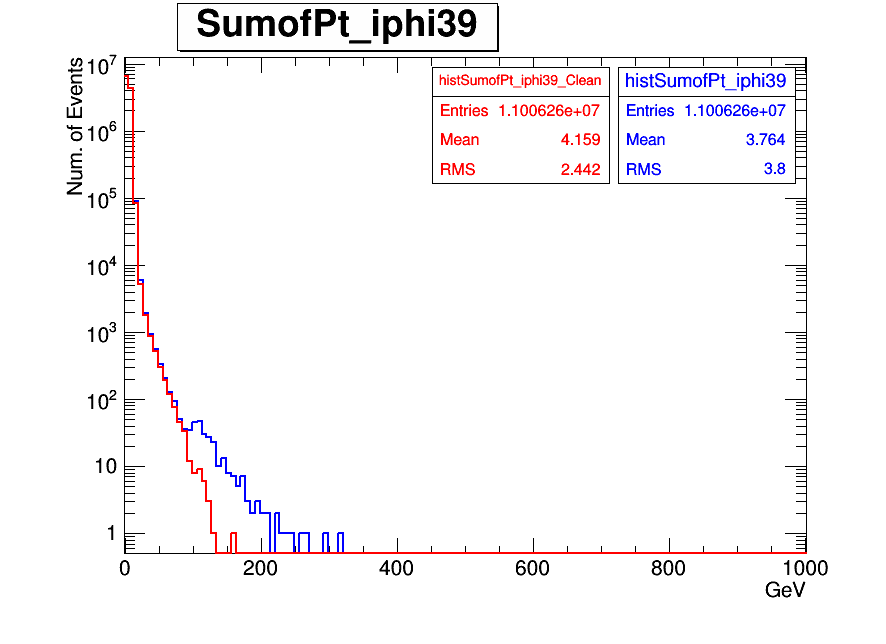 SumofPt_iphi39
Num. of Events
10^7
10^6
10^5
10^4
10^3
10^2
10
1
histSumofPt_iphi39_Clean
Entries 1.100626e+07
Mean 4.159
RMS 2.442
histSumofPt_iphi39
Entries 1.100626e+07
Mean 3.764
RMS 3.8
0 200 400 600 800 1000
GeV